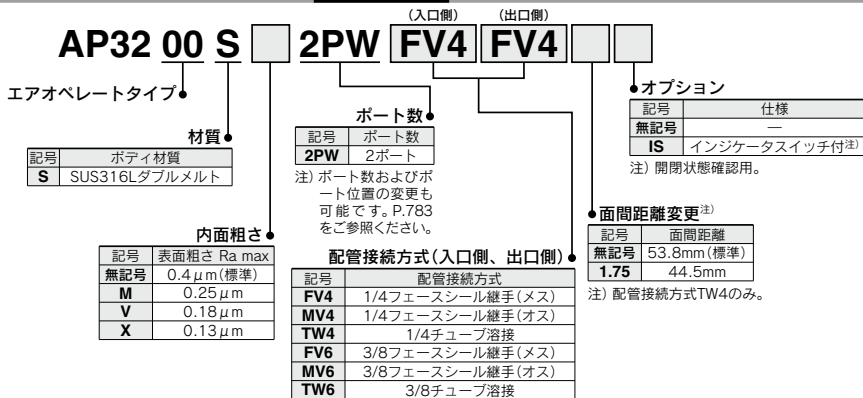 (入口側) (出口側)
AP32 00 S 2PW FV4 FV4
エアオペレートタイプ
材質
記号 ボディ材質
S SUS316Lダブルメルト
内面粗さ
記号 表面粗さ Ra max
無記号 0.4μm(標準)
M 0.25μm
V 0.18μm
X 0.13μm
ポート数
記号 ポート数
2PW 2ポート
注) ポート数およびポ
ート位置の変更も
可能です。P.783
をご参照ください。
配管接続方式(入口側、出口側)
記号 配管接続方式
FV4 1/4フェースシール継手(メス)
MV4 1/4フェースシール継手(オス)
TW4 1/4チューブ溶接
FV6 3/8フェースシール継手(メス)
MV6 3/8フェースシール継手(オス)
TW6 3/8チューブ溶接
オプション
記号 仕様
無記号 —
IS インジケータスイッチ付注)
注) 開閉状態確認用。
面間距離変更注)
記号 面間距離
無記号 53.8mm(標準)
1.75 44.5mm
注) 配管接続方式TW4のみ。